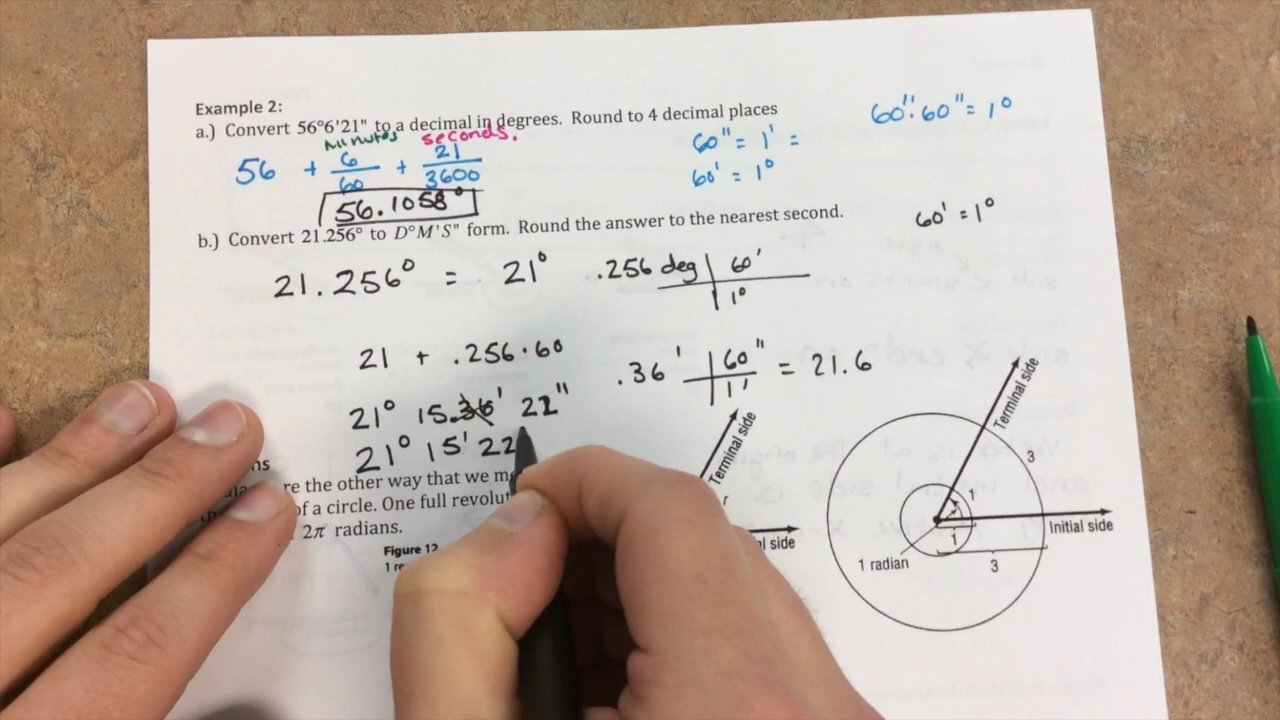 Example 2:
a.) Convert 56°6'21" to a decimal in degrees. Round to 4 decimal places
60":60" = 1°
minutes seconds.
56 + 6/60 + 21/3600
60" = 1' =
60' = 1°
56.1058°
b.) Convert 21.256° to D°M'S" form. Round the answer to the nearest second.
60' = 1°
21.256° = 21° .256 deg | 60'
1°
21 + .256·60
.36' | 60" = 21.6
1'
21° 15.36' 22"
21° 15' 22
re the other way that we
of a circle. One full
2π radians.
Figure 12
1
Terminal side
side
Terminal side
3
1
1
Initial side
1 radian
3